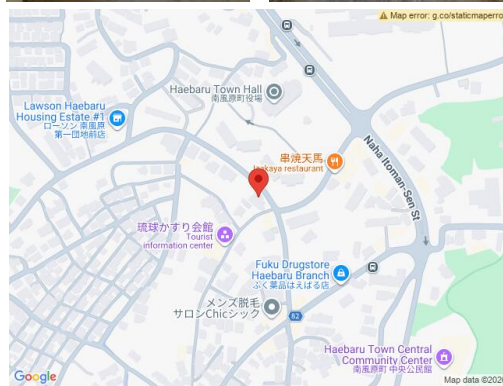 Map error: g.co/staticmaperro
Haebaru Town Hall
南風原町役場
Lawson Haebaru
Housing Estate #1
ローソン 南風原
第一団地前店
串焼天馬
Izakaya restaurant
Naha Itoman-Sen St
琉球かすり会館
Tourist
information center
Fuku Drugstore
Haebaru Branch
ふく薬品はえばる店
メンズ脱毛
サロンChicシック
82
Haebaru Town Central
Community Center
南風原町 中央公民館
Google
Map data ©202